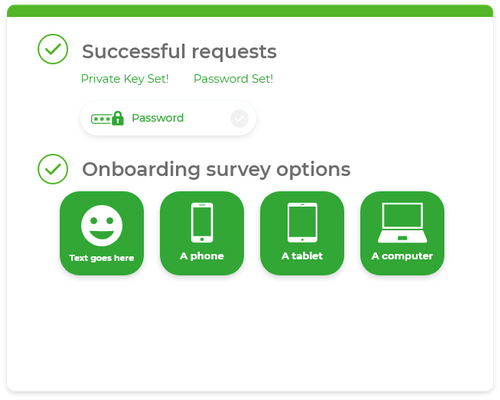 Successful requests
Private Key Set! Password Set!
Password
Onboarding survey options
Text goes here
A phone
A tablet
A computer